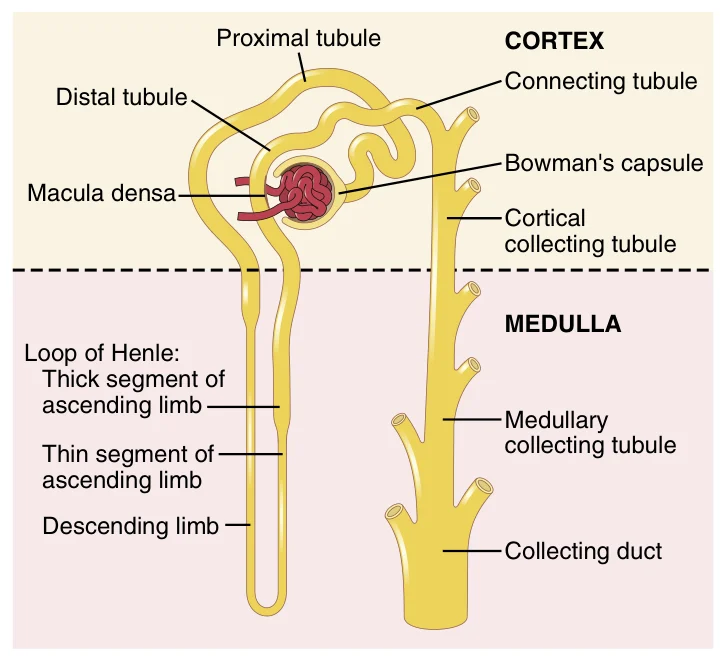 Proximal tubule
CORTEX
Distal tubule
Connecting tubule
Bowman's capsule
Macula densa
Cortical
collecting tubule
MEDULLA
Loop of Henle:
Thick segment of
ascending limb
Thin segment of
ascending limb
Descending limb
Medullary
collecting tubule
Collecting duct